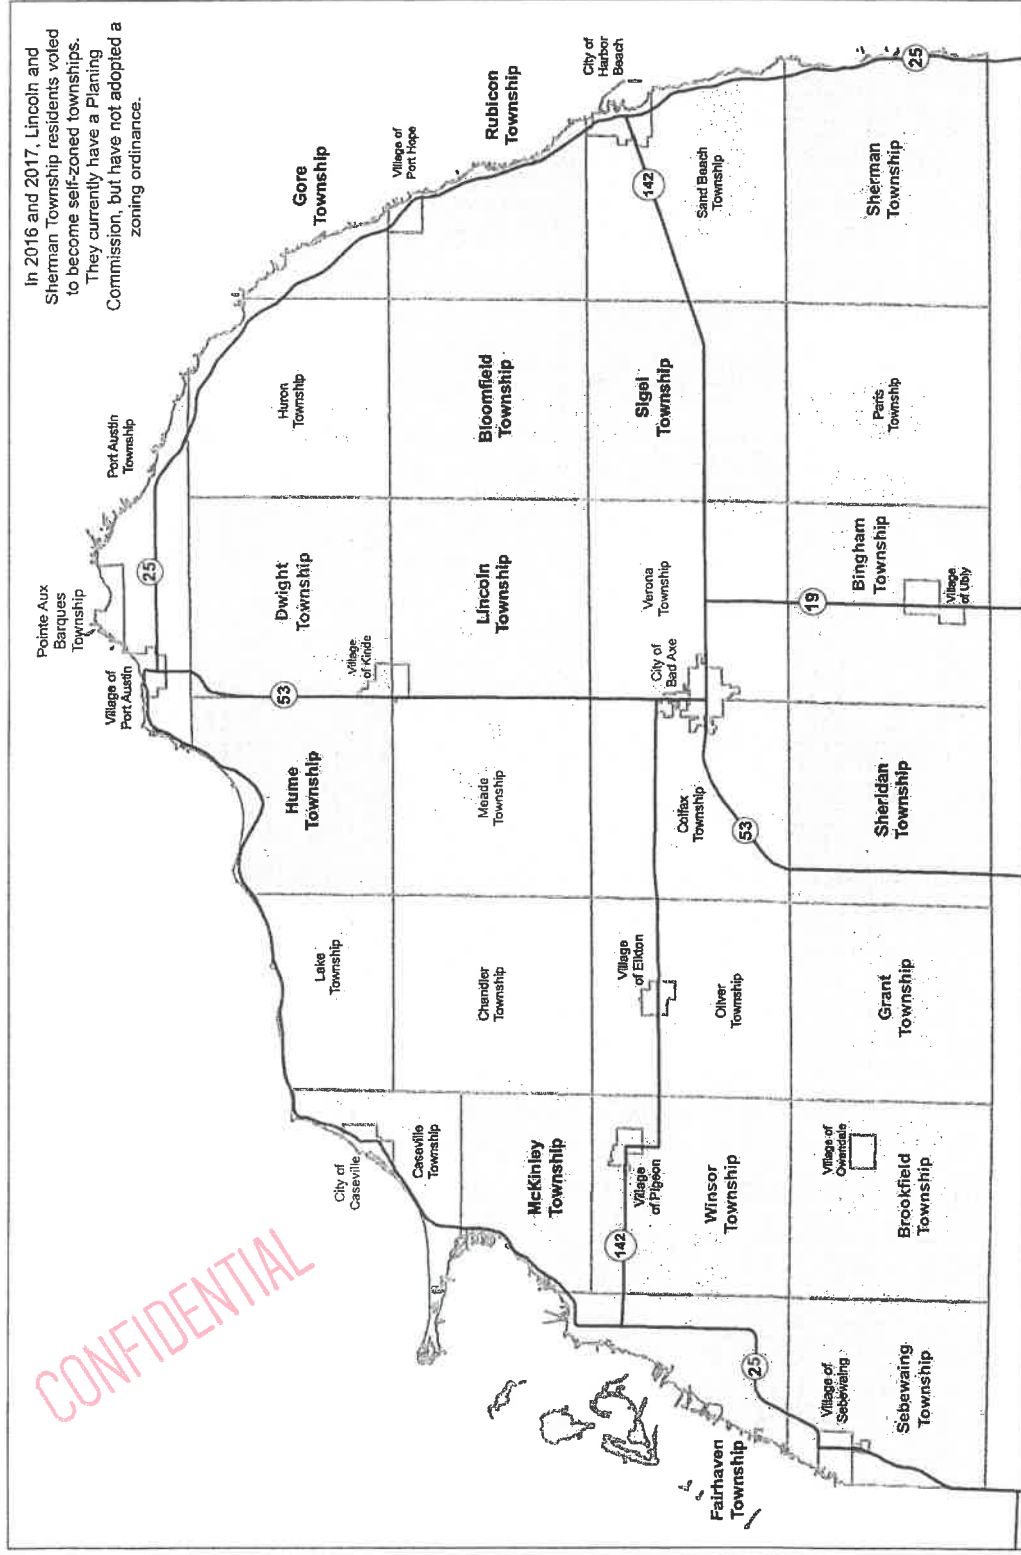 In 2016 and 2017, Lincoln and
Sherman Township residents voted
to become self-zoned townships.
They currently have a Planning
Commission, but have not adopted a
zoning ordinance.
CONFIDENTIAL
Pointe Aux
Barques
Township
Village of
Port Austin
Port Austin
Township
25
Gore
Township
Village of
Port Hope
Rubicon
Township
City of
Harbor
Beach
Hume
Township
53
Dwight
Township
Village
of Kinde
Huron
Township
Lake
Township
City of
Caseville
Caseville
Township
Chandler
Township
Meade
Township
Lincoln
Township
Bloomfield
Township
McKinley
Township
142
Village
of Pigeon
Winsor
Township
Village
of Elkton
Oliver
Township
Colfax
Township
53
City of
Bad Axe
Verona
Township
Sigel
Township
142
Sand Beach
Township
25
Fairhaven
Township
25
Village of
Sebewaing
Sebewaing
Township
Village of
Owendale
Brookfield
Township
Grant
Township
Sheridan
Township
19
Bingham
Township
Village
of Ubly
Paris
Township
Sherman
Township